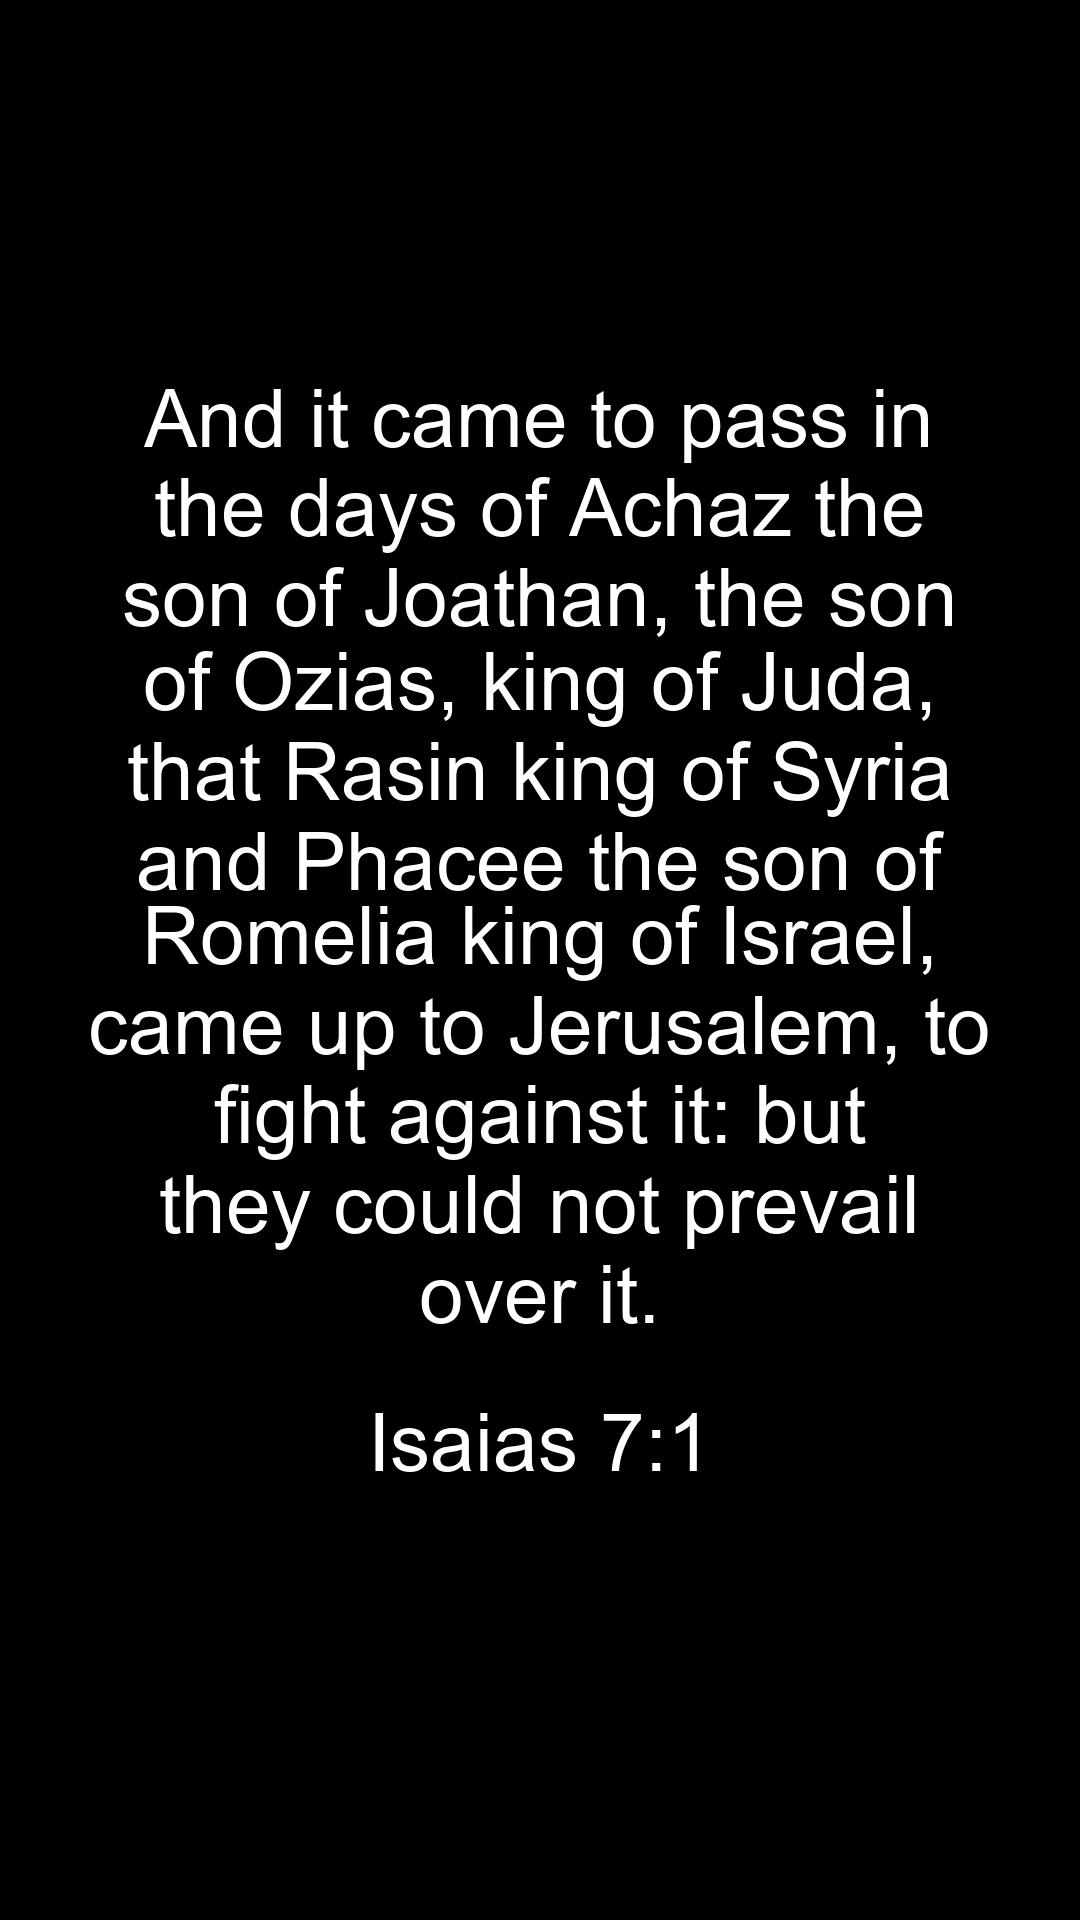 And it came to pass in
the days of Achaz the
son of Joathan, the son
of Ozias, king of Juda,
that Rasin king of Syria
and Phacee the son of
Romelia king of Israel,
came up to Jerusalem, to
fight against it: but
they could not prevail
over it.
Isaias 7:1